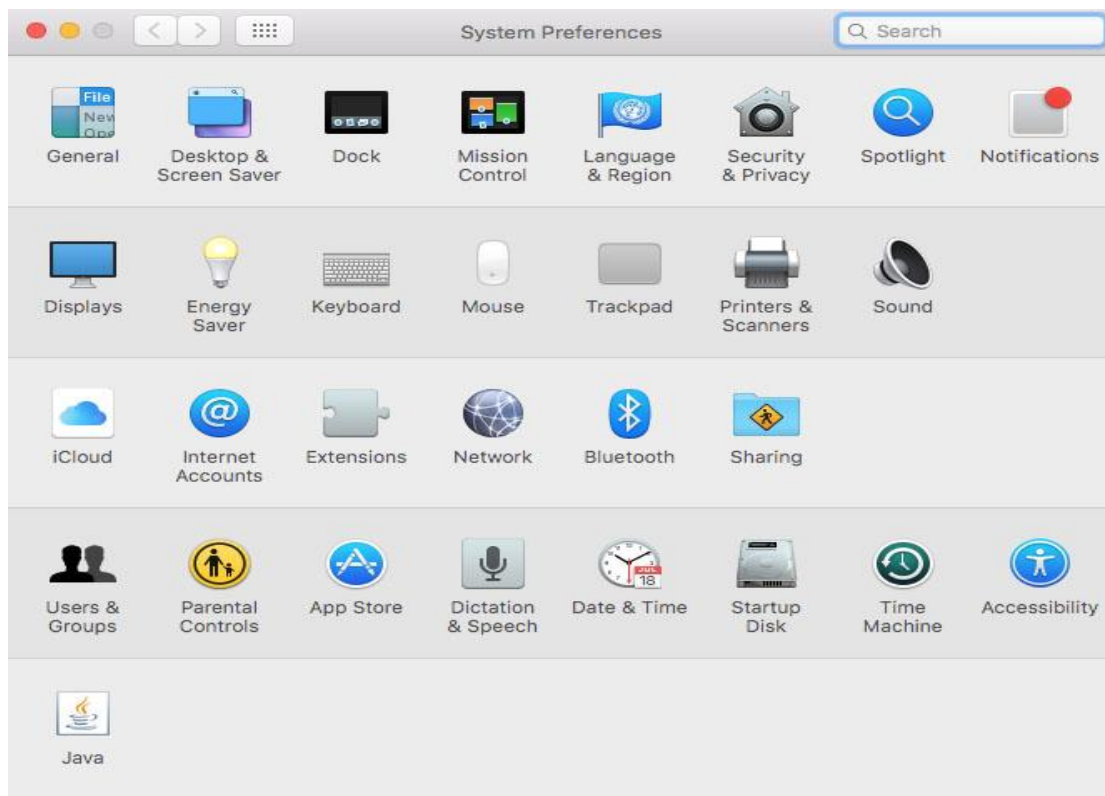 System Preferences
Search
File
New
Ope
General
Desktop &
Screen Saver
Dock
Mission
Control
Language
& Region
Security
& Privacy
Spotlight
Notifications
Displays
Energy
Saver
Keyboard
Mouse
Trackpad
Printers &
Scanners
Sound
iCloud
@
Internet
Accounts
Extensions
Network
Bluetooth
Sharing
Users &
Groups
Parental
Controls
App Store
Dictation
& Speech
JUL
18
Date & Time
Startup
Disk
Time
Machine
Accessibility
Java